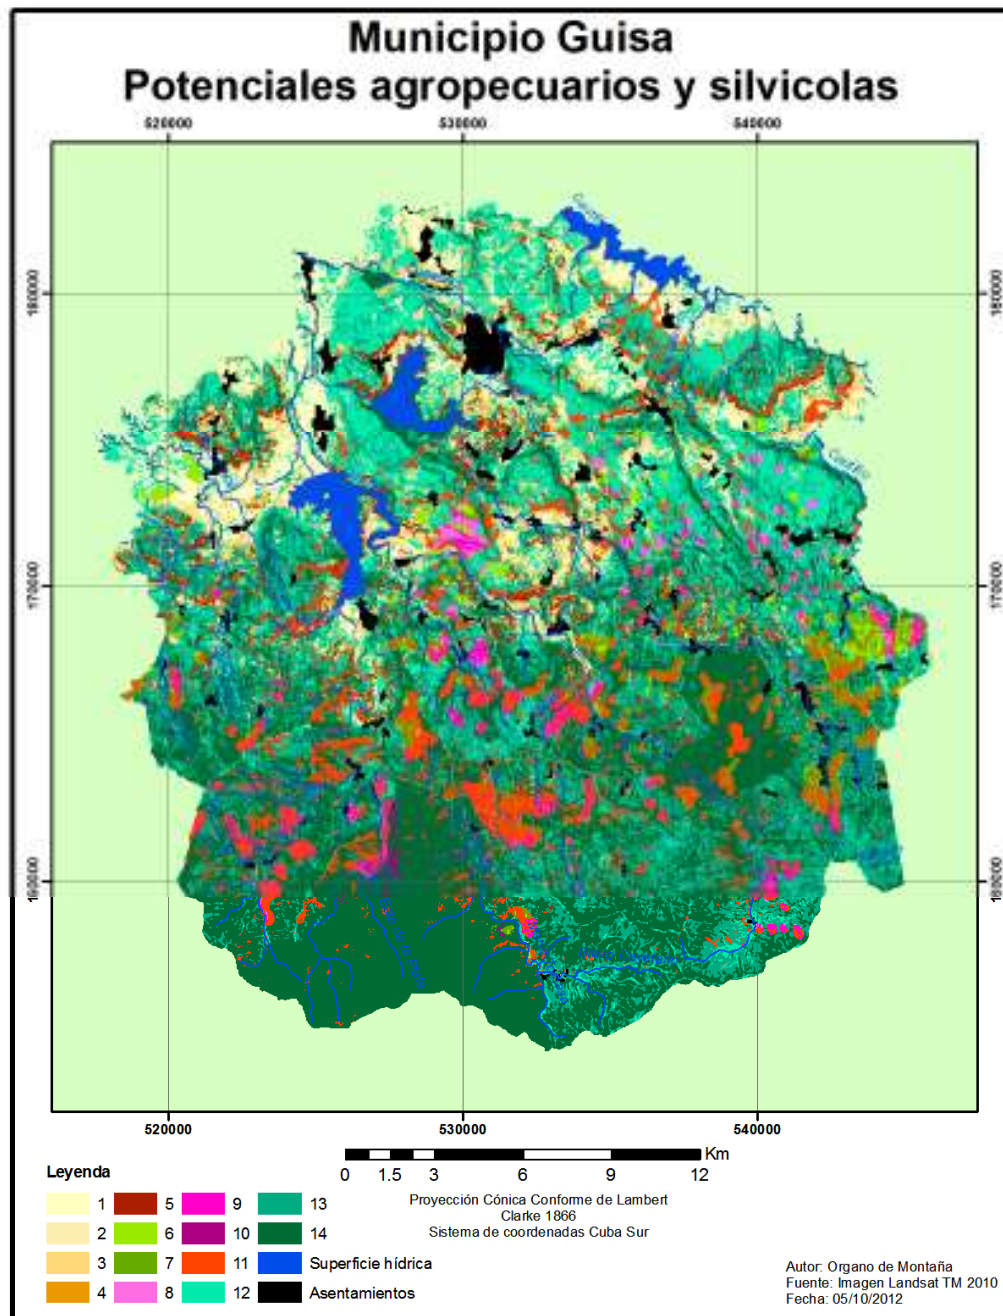 Municipio Guisa
Potenciales agropecuarios y silvicolas
520000 530000 540000
180000 180000
170000 170000
160000 160000
520000 530000 540000
Km
0 1.5 3 6 9 12
Leyenda
Proyección Cónica Conforme de Lambert
Clarke 1866
Sistema de coordenadas Cuba Sur
1 5 9 13
2 6 10 14
3 7 11 Superficie hídrica
4 8 12 Asentamientos
Autor: Organo de Montaña
Fuente: Imagen Landsat TM 2010
Fecha: 05/10/2012